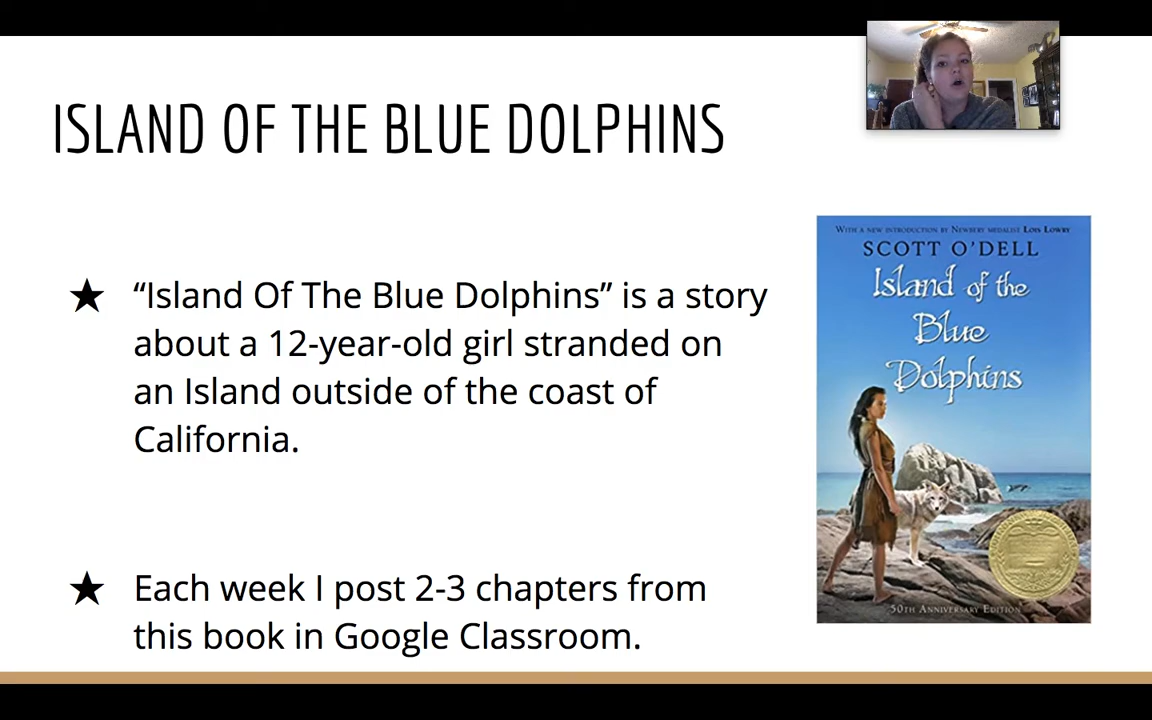 ISLAND OF THE BLUE DOLPHINS
★ “Island Of The Blue Dolphins” is a story
about a 12-year-old girl stranded on
an Island outside of the coast of
California.
★ Each week I post 2-3 chapters from
this book in Google Classroom.
WITH A NEW INTRODUCTION BY NEWBERY MEDALIST LOIS LOWRY
SCOTT O’DELL
Island of the
Blue
Dolphins
50TH ANNIVERSARY EDITION